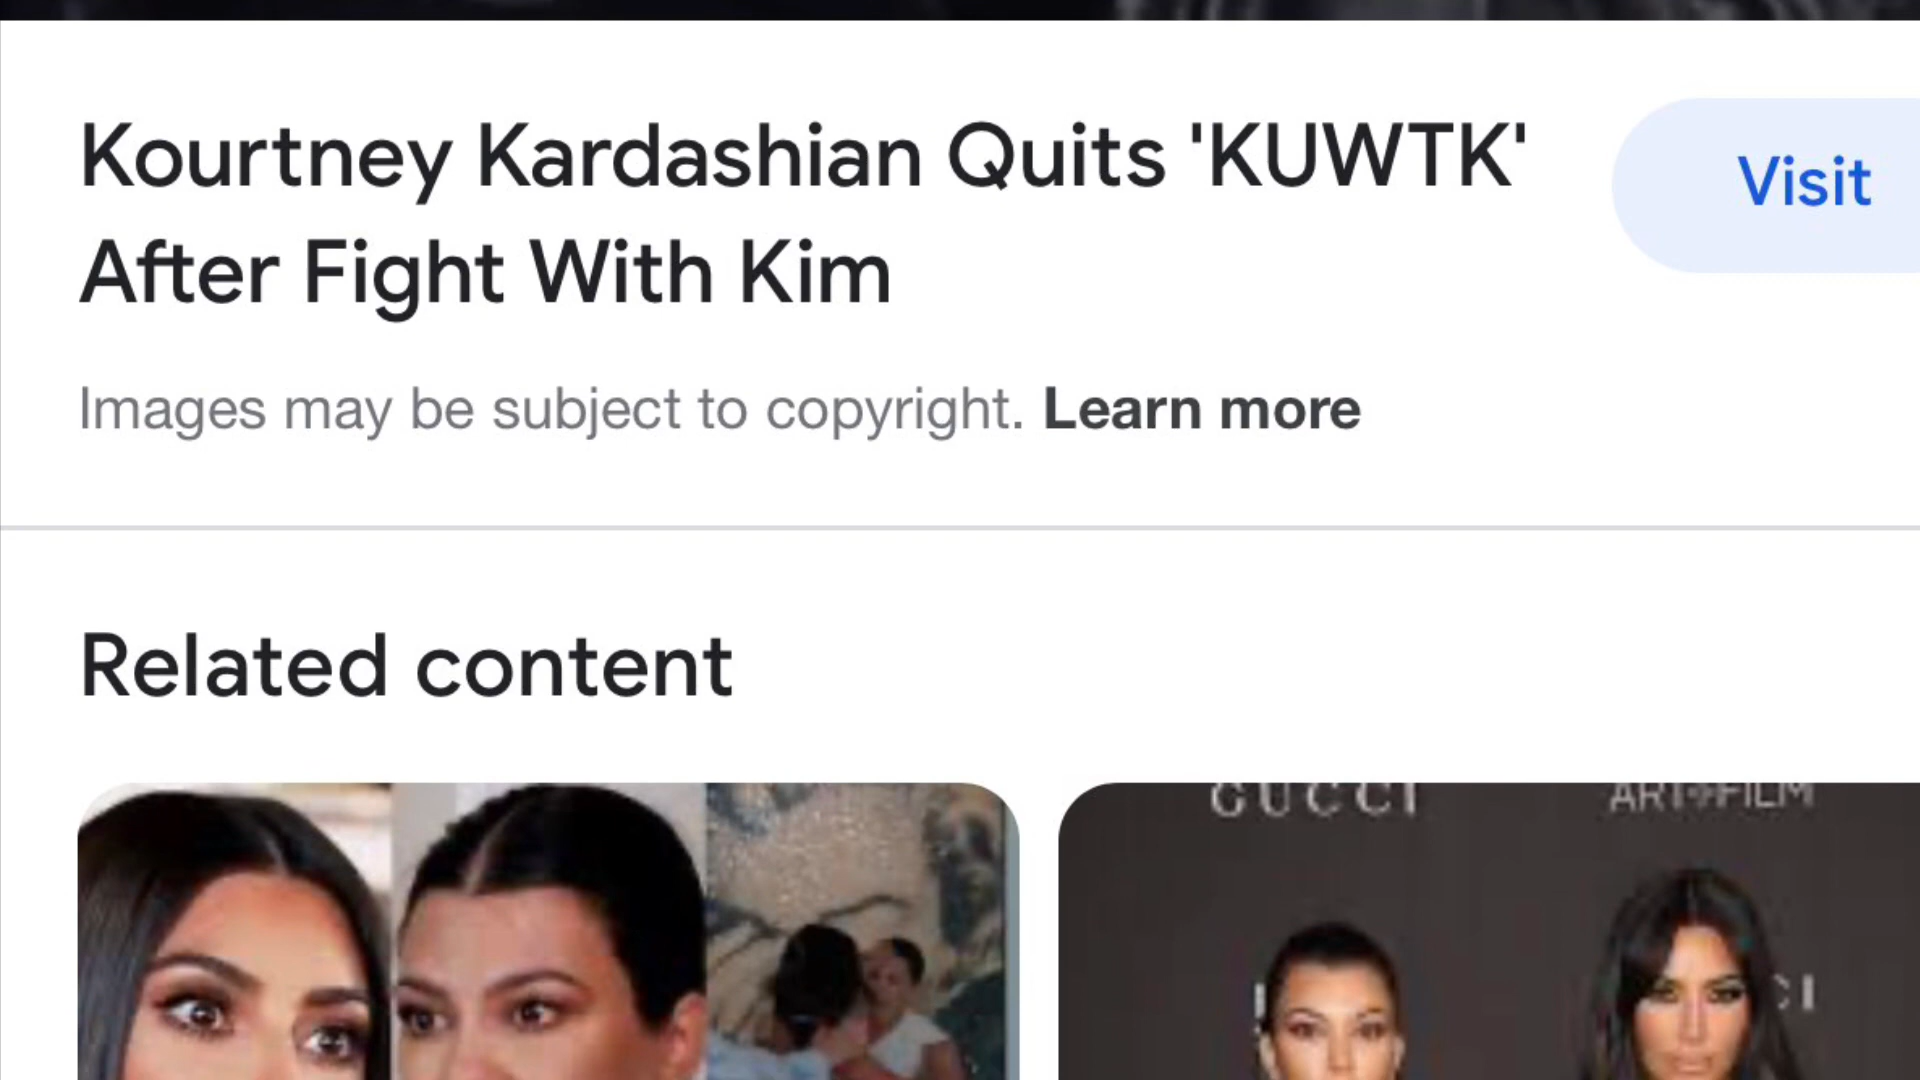 Kourtney Kardashian Quits 'KUWTK'
After Fight With Kim
Visit
Images may be subject to copyright. Learn more
Related content
GUCCI
ART+FILM
CI